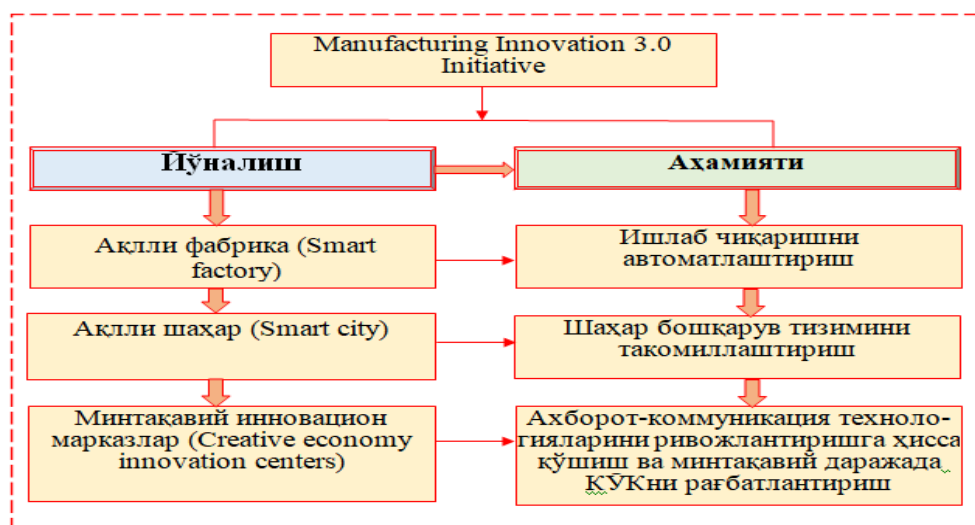 Manufacturing Innovation 3.0
Initiative
Йўналиш
Аҳамияти
Ақлли фабрика (Smart
factory)
Ишлаб чиқаришни
автоматлаштириш
Ақлли шаҳар (Smart city)
Шаҳар бошқарув тизимини
такомиллаштириш
Минтақавий инновацион
марказлар (Creative economy
innovation centers)
Ахборот-коммуникация техноло-
гияларини ривожлантиришга ҳисса
қўшиш ва минтақавий даражада
КЎКни рағбатлантириш